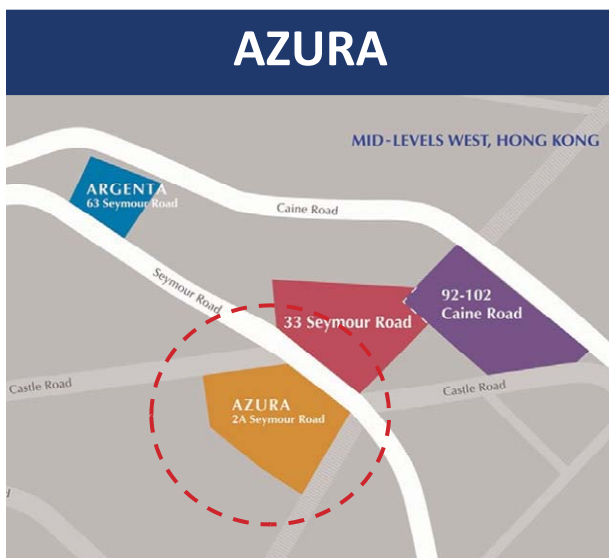 AZURA
MID-LEVELS WEST, HONG KONG
ARGENTA
63 Seymour Road
Caine Road
Seymour Road
92-102
Caine Road
33 Seymour Road
Castle Road
Castle Road
AZURA
2A Seymour Road